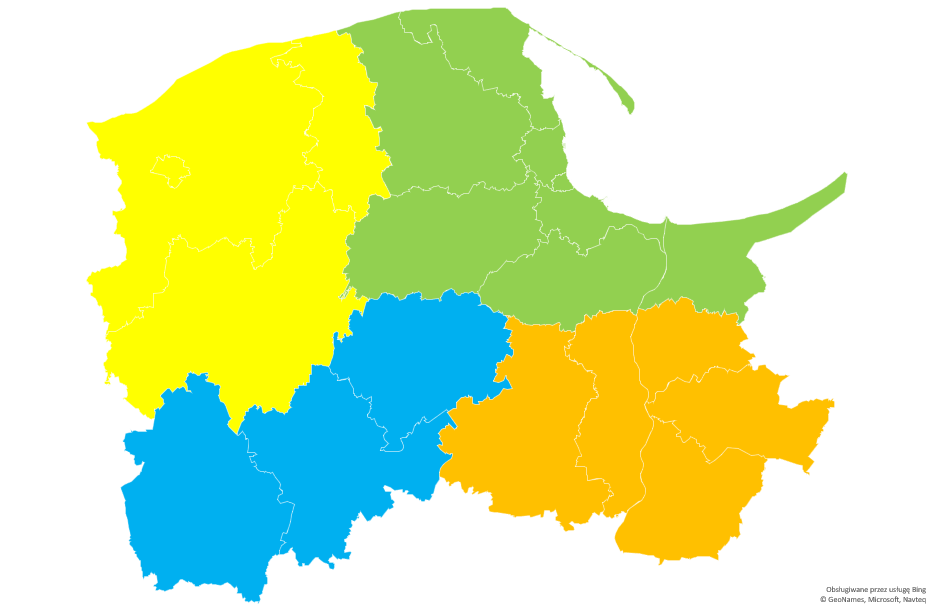 Obsługiwane przez usługę Bing
© GeoNames, Microsoft, Navteq